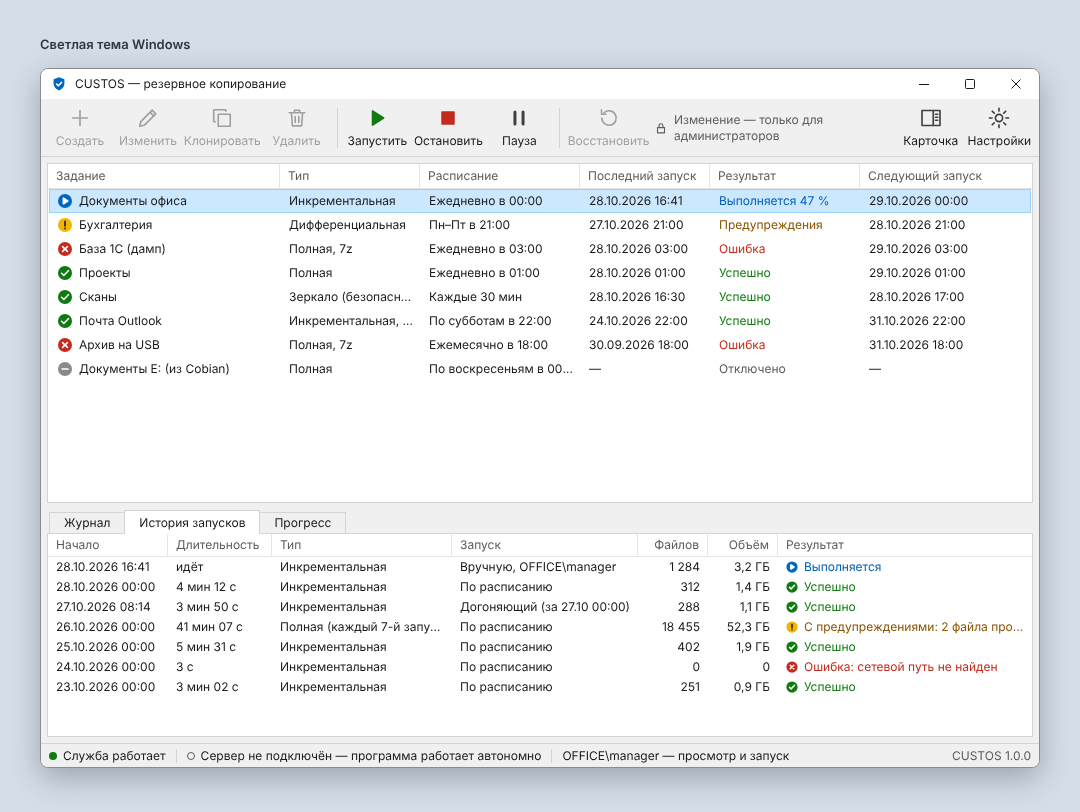 Светлая тема Windows
CUSTOS — резервное копирование
Создать Изменить Клонировать Удалить Запустить Остановить Пауза Восстановить Изменение — только для администраторов Карточка Настройки
Задание Тип Расписание Последний запуск Результат Следующий запуск
Документы офиса Инкрементальная Ежедневно в 00:00 28.10.2026 16:41 Выполняется 47 % 29.10.2026 00:00
Бухгалтерия Дифференциальная Пн–Пт в 21:00 27.10.2026 21:00 Предупреждения 28.10.2026 21:00
База 1С (дамп) Полная, 7z Ежедневно в 03:00 28.10.2026 03:00 Ошибка 29.10.2026 03:00
Проекты Полная Ежедневно в 01:00 28.10.2026 01:00 Успешно 29.10.2026 01:00
Сканы Зеркало (безопасн... Каждые 30 мин 28.10.2026 16:30 Успешно 28.10.2026 17:00
Почта Outlook Инкрементальная, ... По субботам в 22:00 24.10.2026 22:00 Успешно 31.10.2026 22:00
Архив на USB Полная, 7z Ежемесячно в 18:00 30.09.2026 18:00 Ошибка 31.10.2026 18:00
Документы E: (из Cobian) Полная По воскресеньям в 00... — Отключено —
Журнал История запусков Прогресс
Начало Длительность Тип Запуск Файлов Объём Результат
28.10.2026 16:41 идёт Инкрементальная Вручную, OFFICE\manager 1 284 3,2 ГБ Выполняется
28.10.2026 00:00 4 мин 12 с Инкрементальная По расписанию 312 1,4 ГБ Успешно
27.10.2026 08:14 3 мин 50 с Инкрементальная Догоняющий (за 27.10 00:00) 288 1,1 ГБ Успешно
26.10.2026 00:00 41 мин 07 с Полная (каждый 7-й запу... По расписанию 18 455 52,3 ГБ С предупреждениями: 2 файла про...
25.10.2026 00:00 5 мин 31 с Инкрементальная По расписанию 402 1,9 ГБ Успешно
24.10.2026 00:00 3 с Инкрементальная По расписанию 0 0 Ошибка: сетевой путь не найден
23.10.2026 00:00 3 мин 02 с Инкрементальная По расписанию 251 0,9 ГБ Успешно
Служба работает Сервер не подключён — программа работает автономно OFFICE\manager — просмотр и запуск CUSTOS 1.0.0